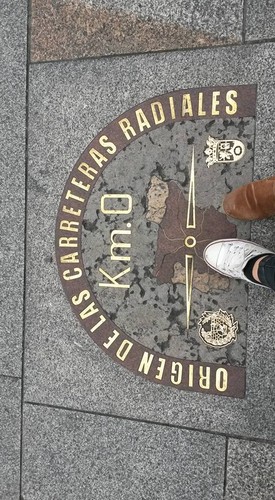 ORIGEN DE LAS CARRETERAS RADIALES
Km.0